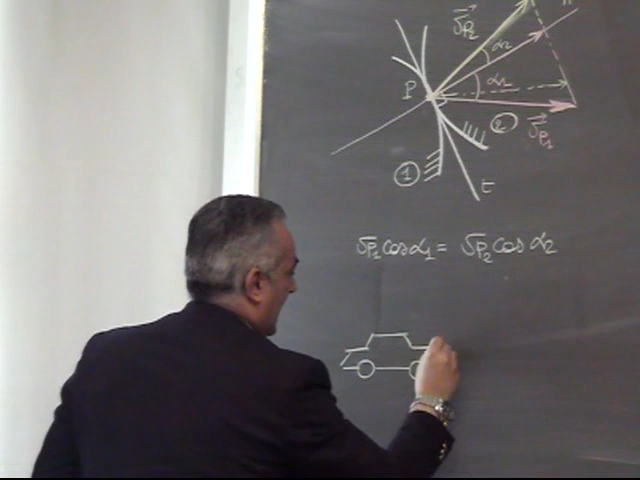 v⃗P2
n
α2
P
α1
2
v⃗P1
1
t
vP1 cos α1 = vP2 cos α2